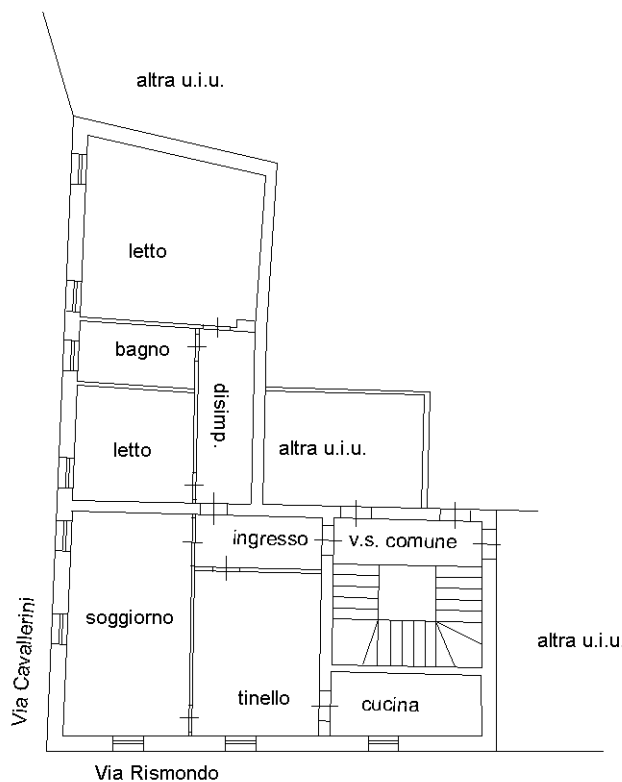 altra u.i.u.
letto
bagno
disimp.
letto
altra u.i.u.
ingresso
v.s. comune
soggiorno
altra u.i.u
tinello
cucina
Via Cavallerini
Via Rismondo